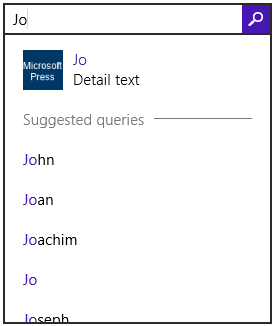 Jo
Microsoft
Press
Jo
Detail text
Suggested queries
John
Joan
Joachim
Jo
Joseph